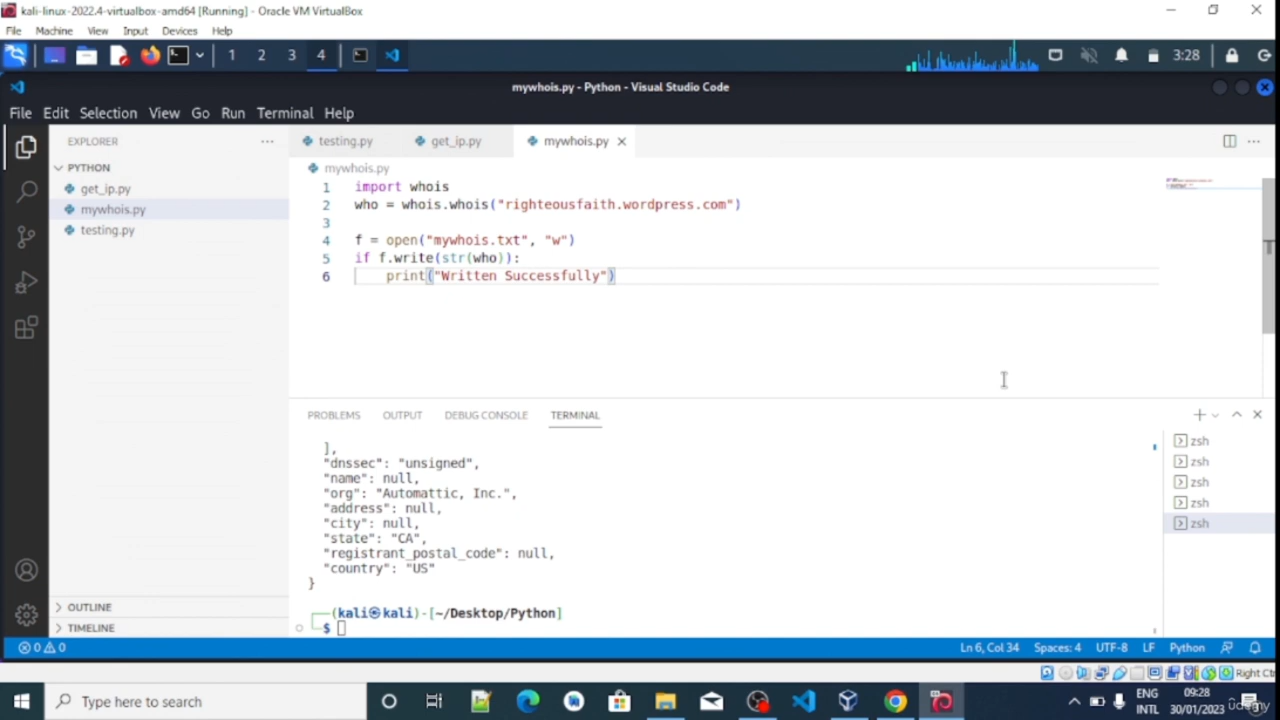 kali-linux-2022.4-virtualbox-amd64 [Running] - Oracle VM VirtualBox
File Machine View Input Devices Help
1 2 3 4 3:28
mywhois.py - Python - Visual Studio Code
File Edit Selection View Go Run Terminal Help
EXPLORER
PYTHON
get_ip.py
mywhois.py
testing.py
OUTLINE
TIMELINE
testing.py get_ip.py mywhois.py
mywhois.py
1 import whois
2 who = whois.whois("righteousfaith.wordpress.com")
3
4 f = open("mywhois.txt", "w")
5 if f.write(str(who)):
6 print("Written Successfully")
PROBLEMS OUTPUT DEBUG CONSOLE TERMINAL
],
"dnssec": "unsigned",
"name": null,
"org": "Automattic, Inc.",
"address": null,
"city": null,
"state": "CA",
"registrant_postal_code": null,
"country": "US"
}
(kali㉿kali)-[~/Desktop/Python]
$
zsh
zsh
zsh
zsh
zsh
0 0 Ln 6, Col 34 Spaces: 4 UTF-8 LF Python
Right Ctrl
Type here to search
ENG
INTL
09:28
30/01/2023
udemy